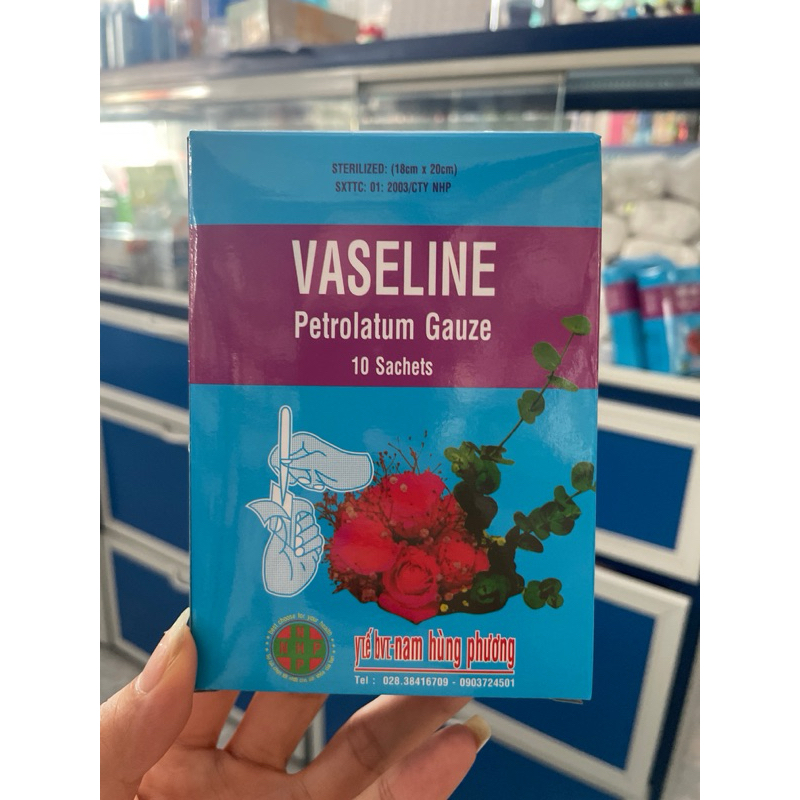 STERILIZED: (18cm x 20cm)
SXTTC: 01: 2003/CTY NHP
VASELINE
Petrolatum Gauze
10 Sachets
NHP
y tế bvt-nam hùng phương
Tel : 028.38416709 - 0903724501